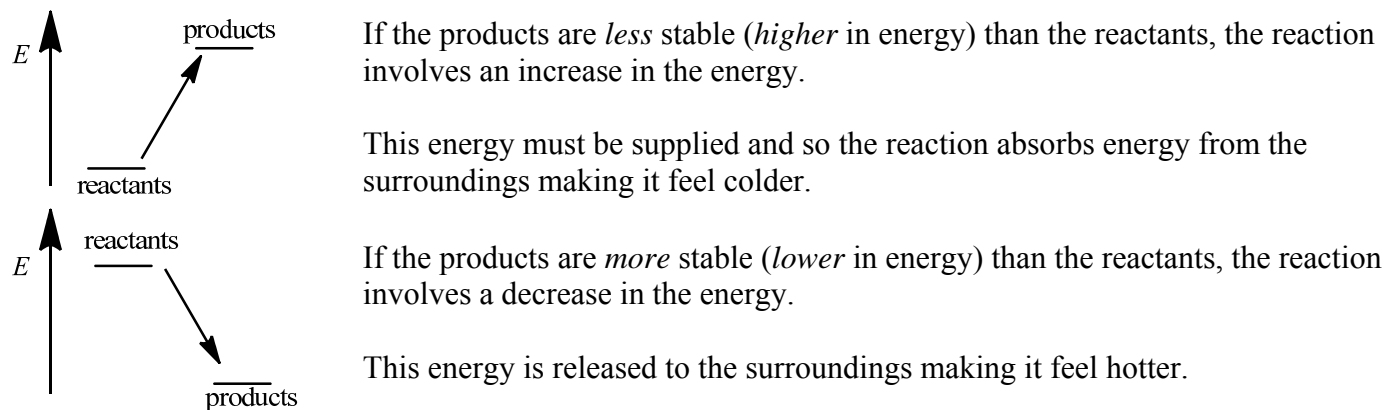 products
E
reactants
If the products are less stable (higher in energy) than the reactants, the reaction
involves an increase in the energy.
This energy must be supplied and so the reaction absorbs energy from the
surroundings making it feel colder.
reactants
E
products
If the products are more stable (lower in energy) than the reactants, the reaction
involves a decrease in the energy.
This energy is released to the surroundings making it feel hotter.